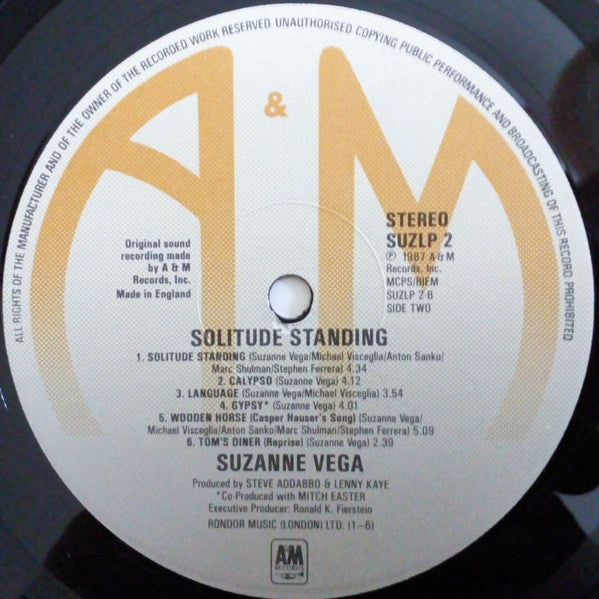 ALL RIGHTS OF THE MANUFACTURER AND OF THE OWNER OF THE RECORDED WORK RESERVED UNAUTHORISED COPYING PUBLIC PERFORMANCE AND BROADCASTING OF THIS RECORD PROHIBITED
A & M
STEREO
SUZLP 2
℗ 1987 A & M
Records, Inc.
MCPS/BIEM
SUZLP 2-B
SIDE TWO
Original sound
recording made
by A & M
Records, Inc.
Made in England
SOLITUDE STANDING
1. SOLITUDE STANDING (Suzanne Vega/Michael Visceglia/Anton Sanko/
Marc Shulman/Stephen Ferrera) 4.34
2. CALYPSO (Suzanne Vega) 4.12
3. LANGUAGE (Suzanne Vega/Michael Visceglia) 3.54
4. GYPSY* (Suzanne Vega) 4.01
5. WOODEN HORSE (Casper Hauser's Song) (Suzanne Vega/
Michael Visceglia/Anton Sanko/Marc Shulman/Stephen Ferrera) 5.09
6. TOM'S DINER (Reprise) (Suzanne Vega) 2.39
SUZANNE VEGA
Produced by STEVE ADDABBO & LENNY KAYE
*Co-Produced with MITCH EASTER
Executive Producer: Ronald K. Fierstein
RONDOR MUSIC (LONDON) LTD. (1–6)
AM
RECORDS